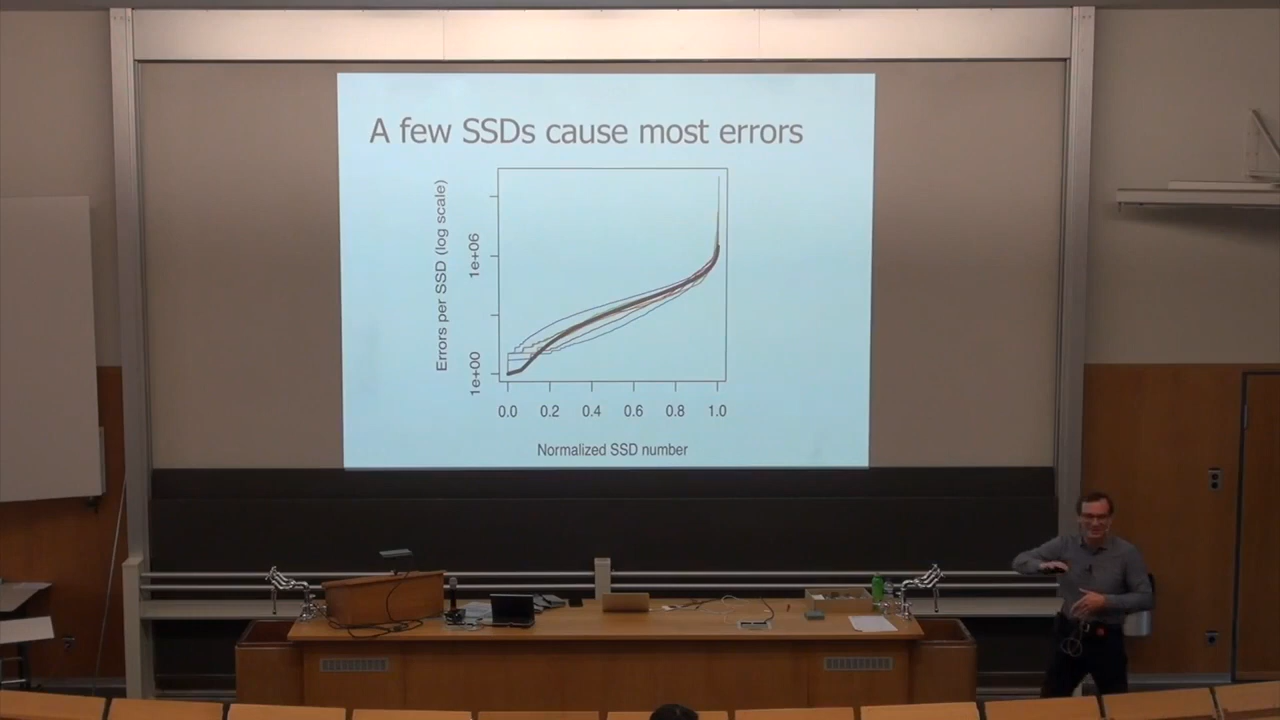 A few SSDs cause most errors
Errors per SSD (log scale)
1e+06
1e+00
0.0 0.2 0.4 0.6 0.8 1.0
Normalized SSD number